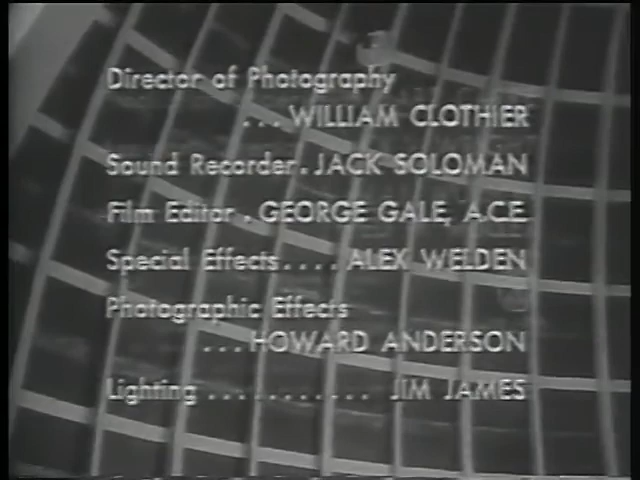 Director of Photography
... WILLIAM CLOTHIER
Sound Recorder. JACK SOLOMAN
Film Editor . GEORGE GALE, A.C.E.
Special Effects.... ALEX WELDEN
Photographic Effects
... HOWARD ANDERSON
Lighting ........... JIM JAMES